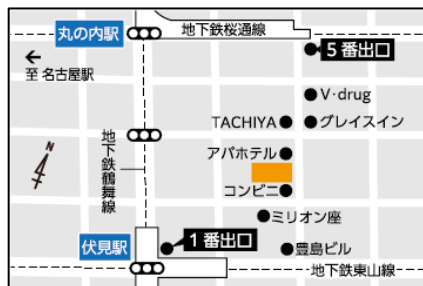 丸の内駅
地下鉄桜通線
5番出口
←
至 名古屋駅
V·drug
TACHIYA
グレイスイン
地下鉄鶴舞線
アパホテル
N
コンビニ
ミリオン座
1番出口
伏見駅
豊島ビル
地下鉄東山線